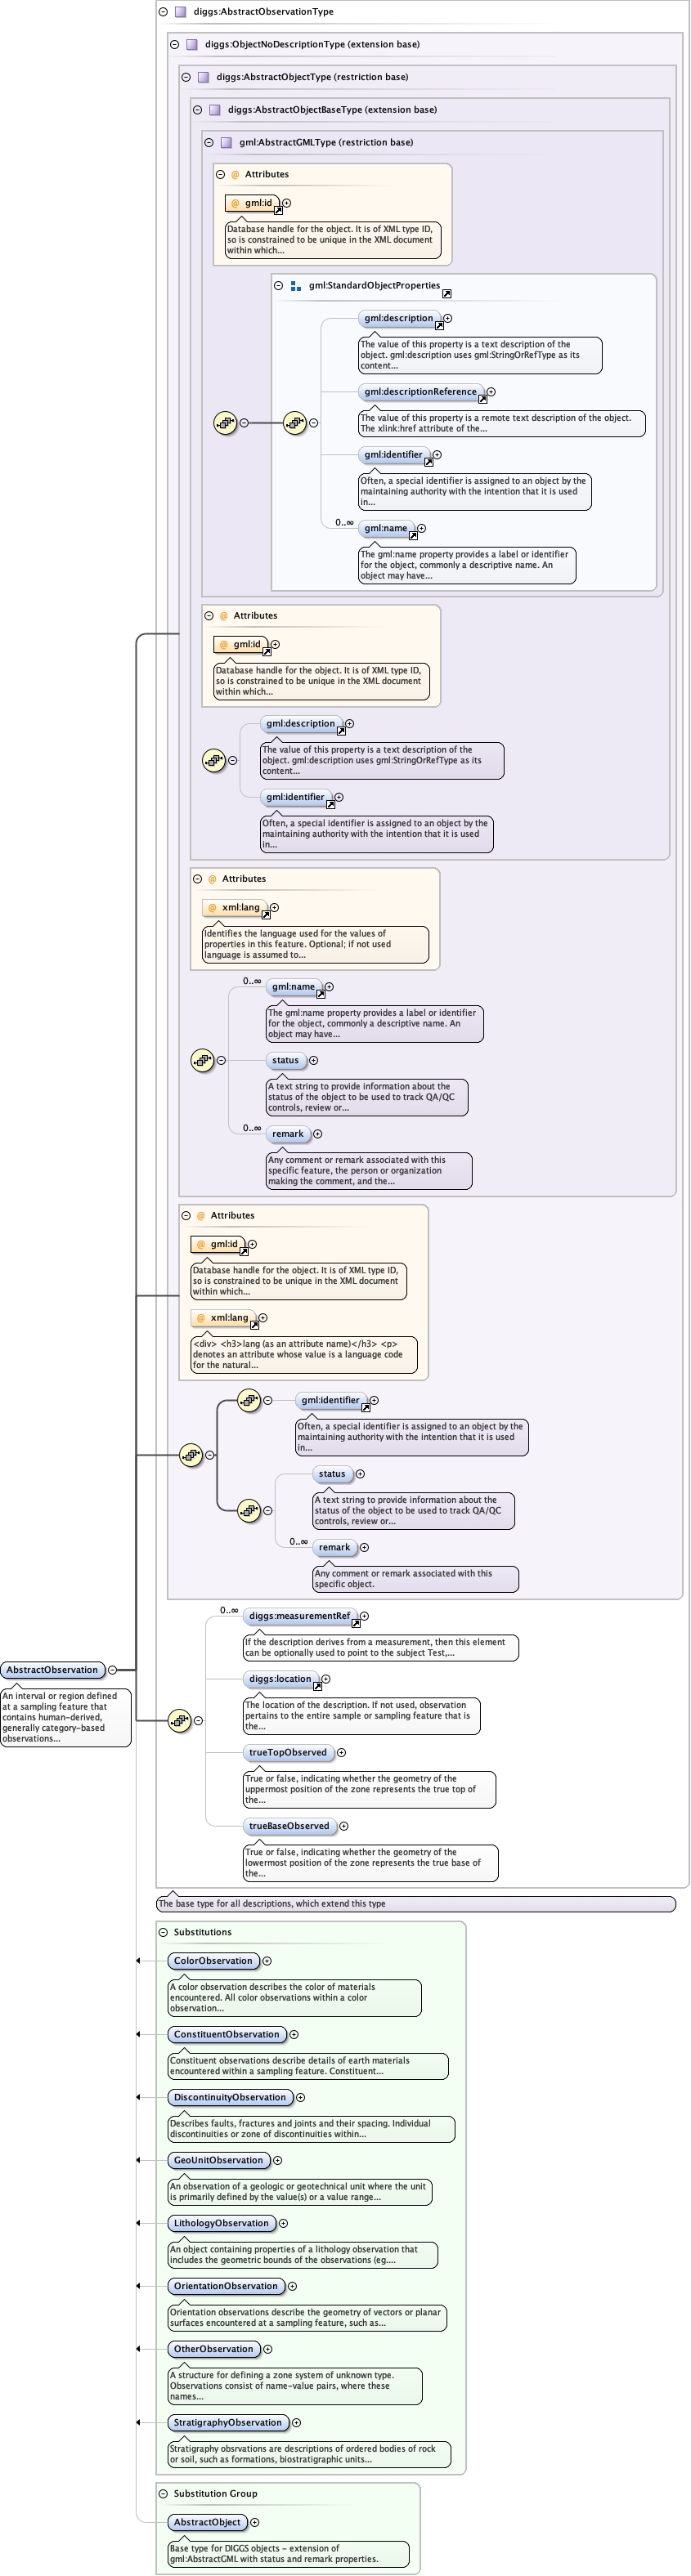 diggs:AbstractObservationType
diggs:ObjectNoDescriptionType (extension base)
diggs:AbstractObjectType (restriction base)
diggs:AbstractObjectBaseType (extension base)
gml:AbstractGMLType (restriction base)
@ Attributes
@ gml:id
Database handle for the object. It is of XML type ID,
so is constrained to be unique in the XML document
within which...
gml:StandardObjectProperties
gml:description
The value of this property is a text description of the
object. gml:description uses gml:StringOrRefType as its
content...
gml:descriptionReference
The value of this property is a remote text description of the object.
The xlink:href attribute of the...
gml:identifier
Often, a special identifier is assigned to an object by the
maintaining authority with the intention that it is used
in...
0..∞
gml:name
The gml:name property provides a label or identifier
for the object, commonly a descriptive name. An
object may have...
@ Attributes
@ gml:id
Database handle for the object. It is of XML type ID,
so is constrained to be unique in the XML document
within which...
gml:description
The value of this property is a text description of the
object. gml:description uses gml:StringOrRefType as its
content...
gml:identifier
Often, a special identifier is assigned to an object by the
maintaining authority with the intention that it is used
in...
@ Attributes
@ xml:lang
Identifies the language used for the values of
properties in this feature. Optional; if not used
language is assumed to...
0..∞
gml:name
The gml:name property provides a label or identifier
for the object, commonly a descriptive name. An
object may have...
status
A text string to provide information about the
status of the object to be used to track QA/QC
controls, review or...
0..∞
remark
Any comment or remark associated with this
specific feature, the person or organization
making the comment, and the...
@ Attributes
@ gml:id
Database handle for the object. It is of XML type ID,
so is constrained to be unique in the XML document
within which...
@ xml:lang
<div> <h3>lang (as an attribute name)</h3> <p>
denotes an attribute whose value is a language code
for the natural...
gml:identifier
Often, a special identifier is assigned to an object by the
maintaining authority with the intention that it is used
in...
status
A text string to provide information about the
status of the object to be used to track QA/QC
controls, review or...
0..∞
remark
Any comment or remark associated with this
specific object.
0..∞
diggs:measurementRef
If the description derives from a measurement, then this element
can be optionally used to point to the subject Test,...
AbstractObservation
An interval or region defined
at a sampling feature that
contains human-derived,
generally category-based
observations...
diggs:location
The location of the description. If not used, observation
pertains to the entire sample or sampling feature that is
the...
trueTopObserved
True or false, indicating whether the geometry of the
uppermost position of the zone represents the true top of
the...
trueBaseObserved
True or false, indicating whether the geometry of the
lowermost position of the zone represents the true base of
the...
The base type for all descriptions, which extend this type
Substitutions
ColorObservation
A color observation describes the color of materials
encountered. All color observations within a color
observation...
ConstituentObservation
Constituent observations describe details of earth materials
encountered within a sampling feature. Constituent...
DiscontinuityObservation
Describes faults, fractures and joints and their spacing. Individual
discontinuities or zone of discontinuities within...
GeoUnitObservation
An observation of a geologic or geotechnical unit where the unit
is primarily defined by the value(s) or a value range...
LithologyObservation
An object containing properties of a lithology observation that
includes the geometric bounds of the observations (eg....
OrientationObservation
Orientation observations describe the geometry of vectors or planar
surfaces encountered at a sampling feature, such as...
OtherObservation
A structure for defining a zone system of unknown type.
Observations consist of name-value pairs, where these
names...
StratigraphyObservation
Stratigraphy obsrvations are descriptions of ordered bodies of rock
or soil, such as formations, biostratigraphic units...
Substitution Group
AbstractObject
Base type for DIGGS objects - extension of
gml:AbstractGML with status and remark properties.